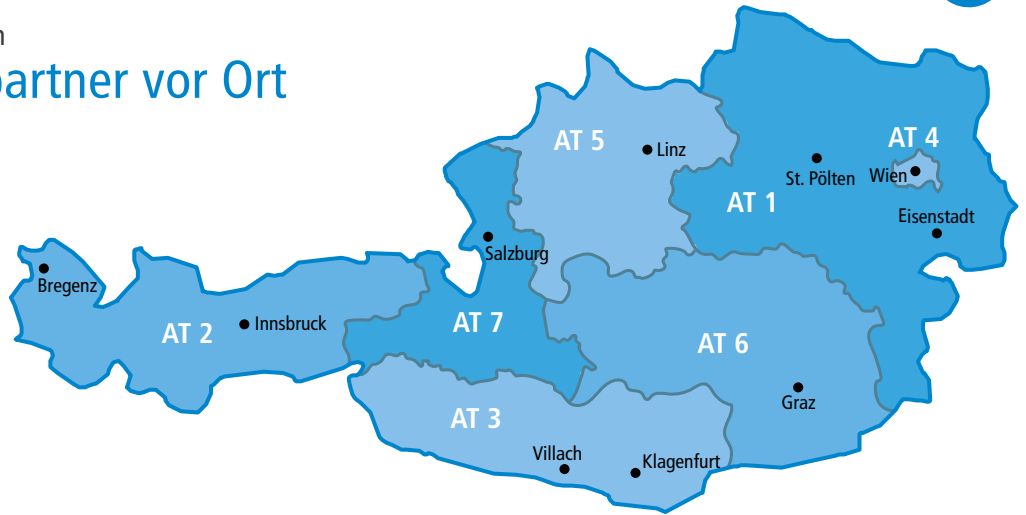 vor Ort
AT 5
Linz
AT 4
St. Pölten
Wien
AT 1
Eisenstadt
Salzburg
Bregenz
AT 2
Innsbruck
AT 7
AT 6
Graz
AT 3
Villach
Klagenfurt